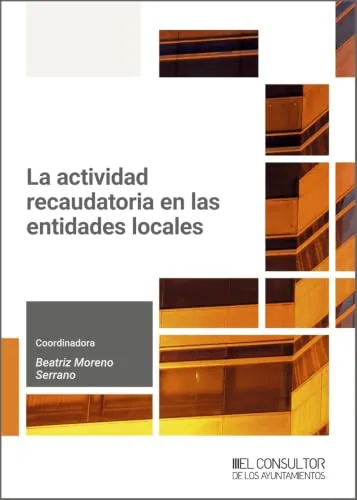 La actividad
recaudatoria en las
entidades locales
Coordinadora
Beatriz Moreno
Serrano
EL CONSULTOR
DE LOS AYUNTAMIENTOS